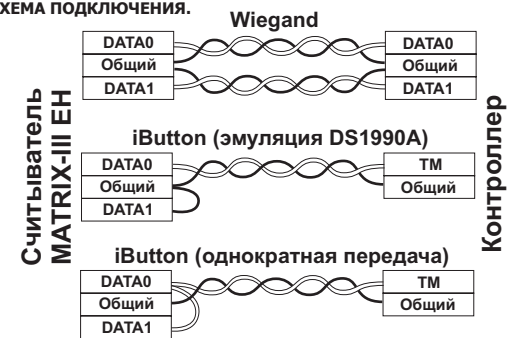 ХЕМА ПОДКЛЮЧЕНИЯ.
Wiegand
DATA0 DATA0
Общий Общий
DATA1 DATA1
Считыватель
MATRIX-III EH
Контроллер
iButton (эмуляция DS1990A)
DATA0 TM
Общий Общий
DATA1
iButton (однократная передача)
DATA0 TM
Общий Общий
DATA1